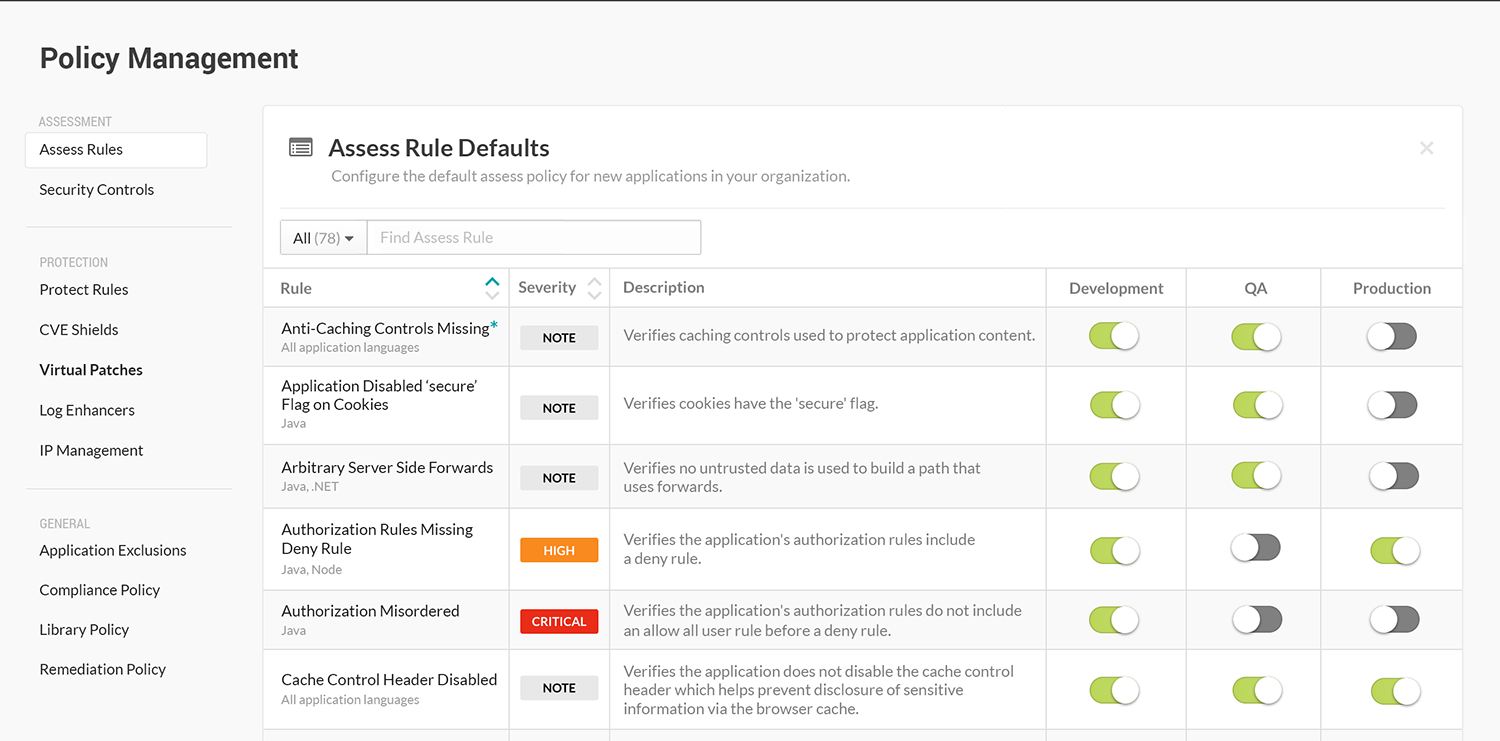 Policy Management
ASSESSMENT
Assess Rules
Security Controls
PROTECTION
Protect Rules
CVE Shields
Virtual Patches
Log Enhancers
IP Management
GENERAL
Application Exclusions
Compliance Policy
Library Policy
Remediation Policy
Assess Rule Defaults
Configure the default assess policy for new applications in your organization.
All (78)
Find Assess Rule
Rule
Severity
Description
Development
QA
Production
Anti-Caching Controls Missing*
All application languages
NOTE
Verifies caching controls used to protect application content.
Application Disabled ‘secure’
Flag on Cookies
Java
NOTE
Verifies cookies have the 'secure' flag.
Arbitrary Server Side Forwards
Java, .NET
NOTE
Verifies no untrusted data is used to build a path that
uses forwards.
Authorization Rules Missing
Deny Rule
Java, Node
HIGH
Verifies the application's authorization rules include
a deny rule.
Authorization Misordered
Java
CRITICAL
Verifies the application's authorization rules do not include
an allow all user rule before a deny rule.
Cache Control Header Disabled
All application languages
NOTE
Verifies the application does not disable the cache control
header which helps prevent disclosure of sensitive
information via the browser cache.